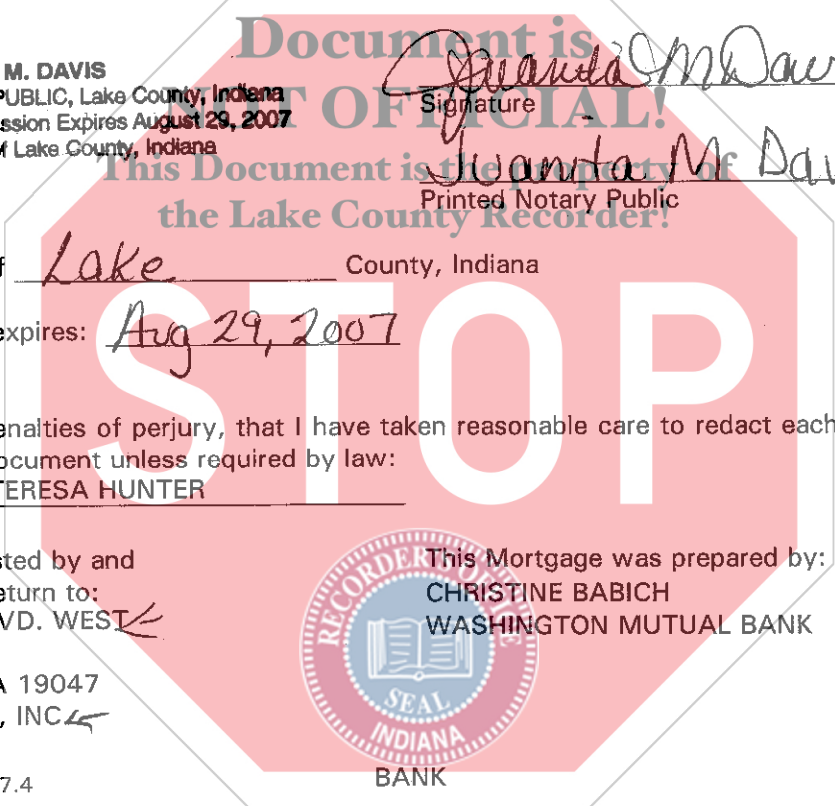 Document is
M. DAVIS
PUBLIC, Lake County, Indiana
ssion Expires August 29, 2007
f Lake County, Indiana
NOT OFFICIAL!
Juanita M Dav
Signature
This Document is the property of
the Lake County Recorder!
Juanita M Dav
Printed Notary Public
f Lake County, Indiana
expires: Aug 29, 2007
STOP
enalties of perjury, that I have taken reasonable care to redact each
ocument unless required by law:
ERESA HUNTER
sted by and
eturn to:
VD. WEST
This Mortgage was prepared by:
CHRISTINE BABICH
WASHINGTON MUTUAL BANK
A 19047
, INC
RECORDER'S OFFICE
SEAL
INDIANA
7.4
BANK